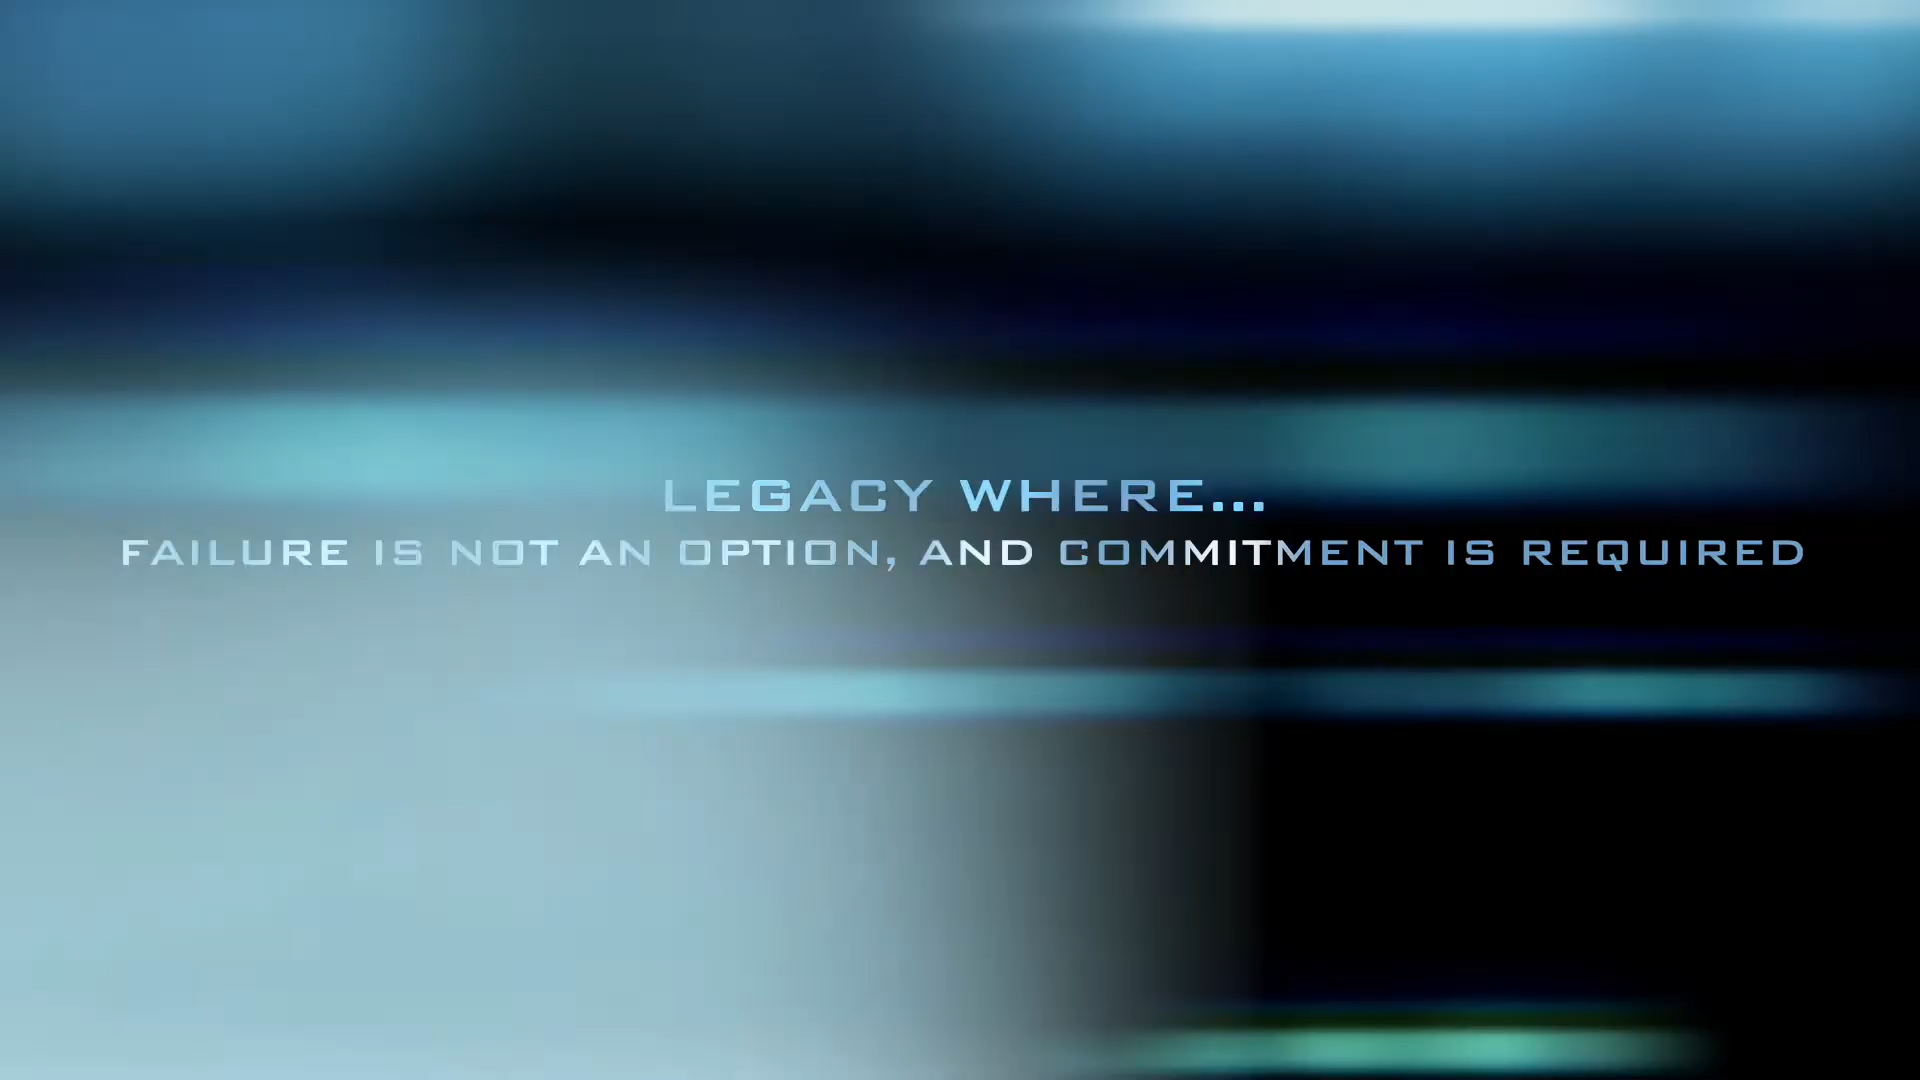 LEGACY WHERE...
FAILURE IS NOT AN OPTION, AND COMMITMENT IS REQUIRED